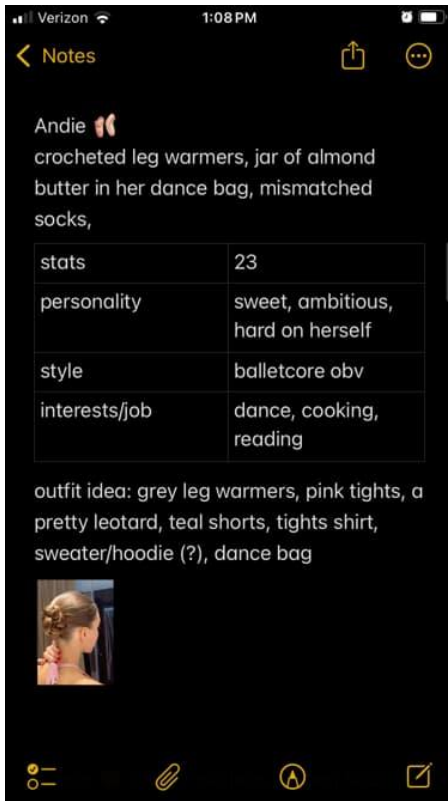 Verizon 1:08 PM
Notes
Andie 🩰
crocheted leg warmers, jar of almond
butter in her dance bag, mismatched
socks,
stats 23
personality sweet, ambitious,
hard on herself
style balletcore obv
interests/job dance, cooking,
reading
outfit idea: grey leg warmers, pink tights, a
pretty leotard, teal shorts, tights shirt,
sweater/hoodie (?), dance bag